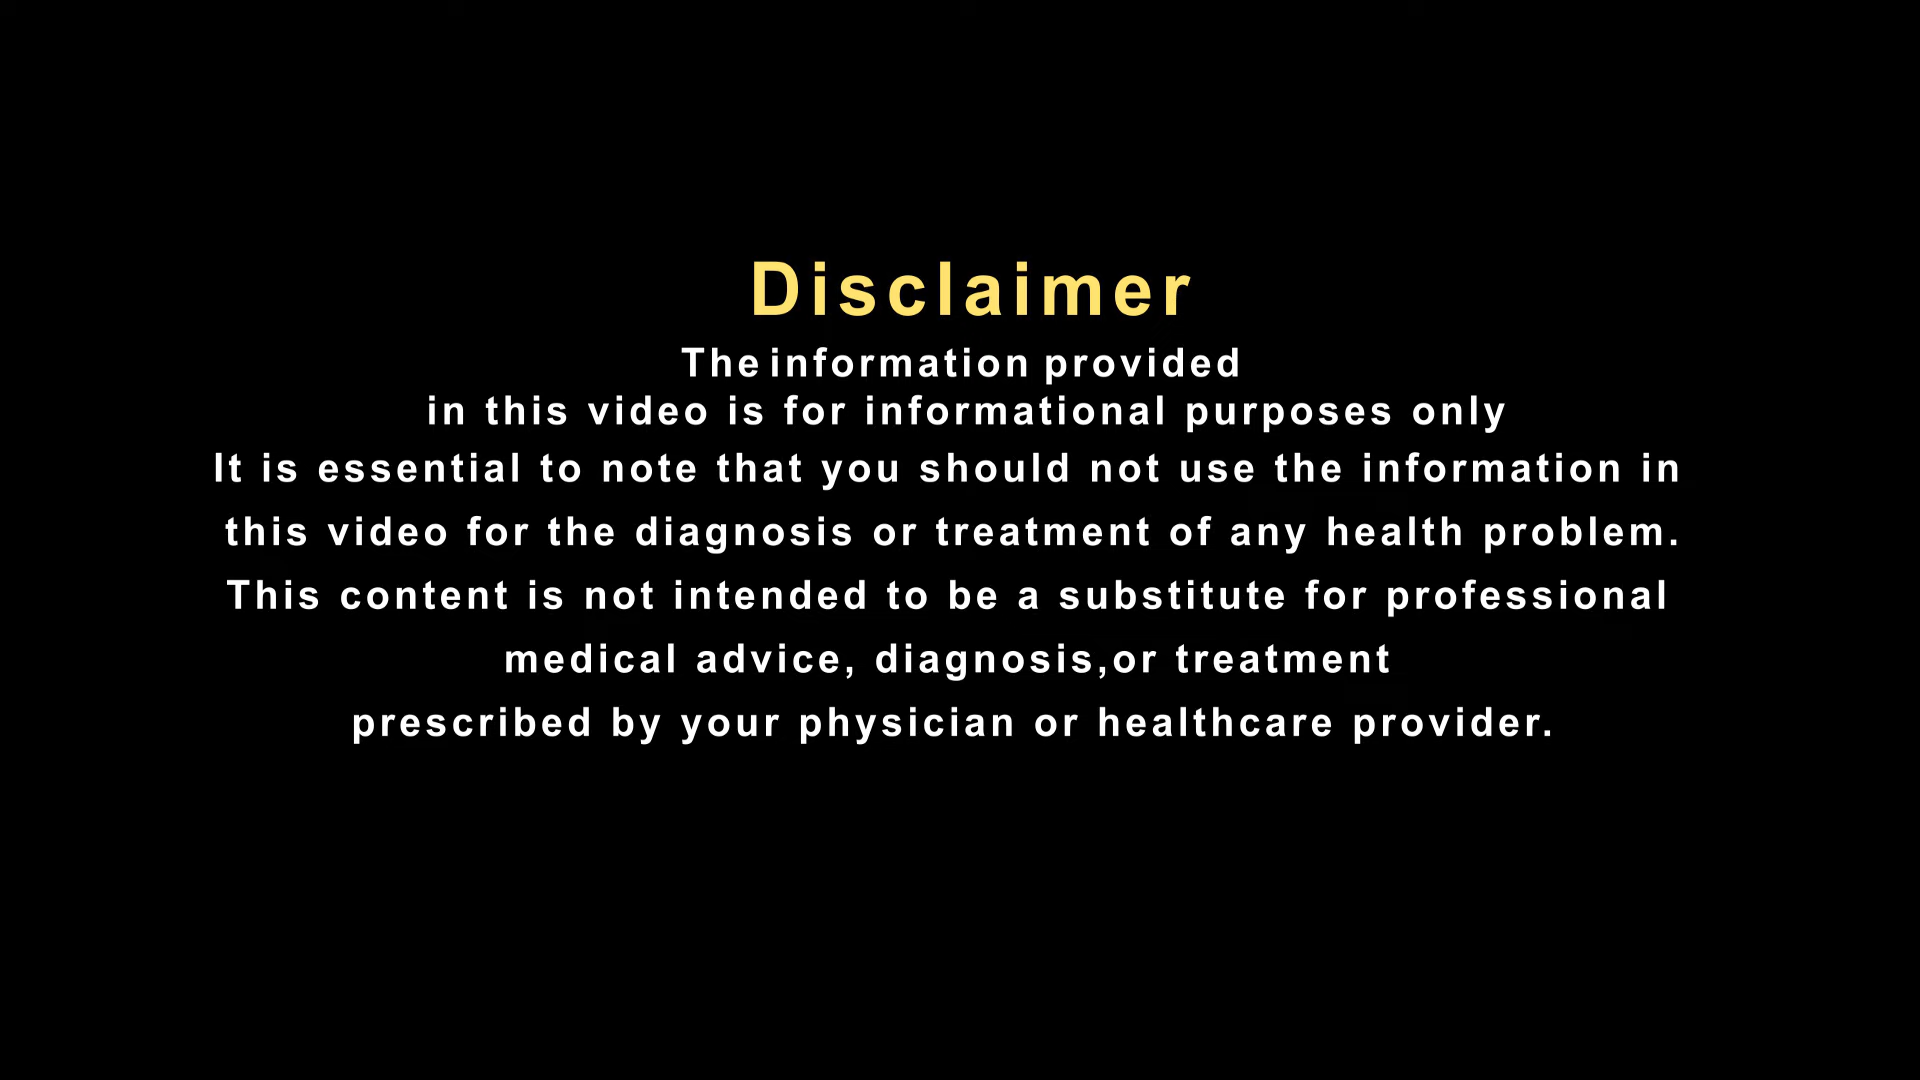 Disclaimer
The information provided
in this video is for informational purposes only
It is essential to note that you should not use the information in
this video for the diagnosis or treatment of any health problem.
This content is not intended to be a substitute for professional
medical advice, diagnosis,or treatment
prescribed by your physician or healthcare provider.